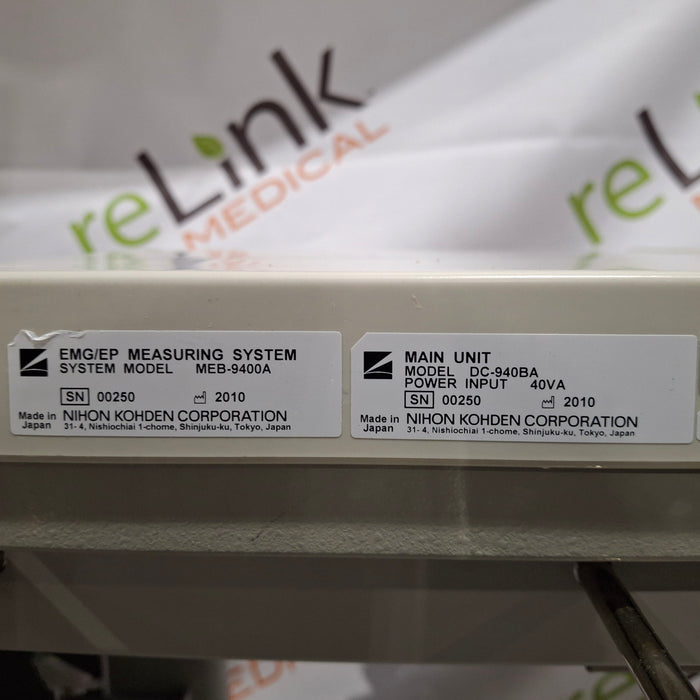 reLink
MEDICAL
re
EMG/EP MEASURING SYSTEM
SYSTEM MODEL MEB-9400A
SN 00250 2010
Made in Japan NIHON KOHDEN CORPORATION
31-4, Nishiochiai 1-chome, Shinjuku-ku, Tokyo, Japan
MAIN UNIT
MODEL DC-940BA
POWER INPUT 40VA
SN 00250 2010
Made in Japan NIHON KOHDEN CORPORATION
31-4, Nishiochiai 1-chome, Shinjuku-ku, Tokyo, Japan